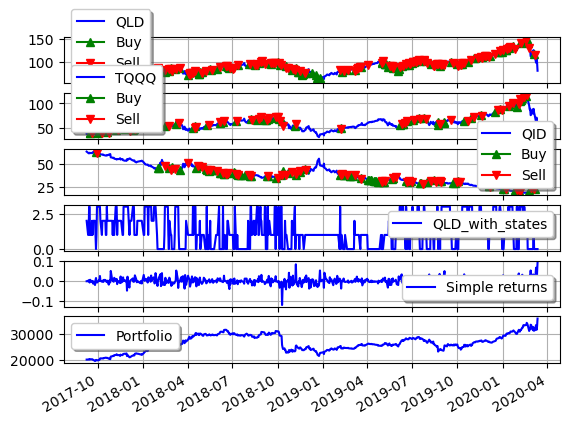 QLD
Buy
Sell
150
100
TQQQ
Buy
Sell
100
50
QID
Buy
Sell
50
25
QLD_with_states
2.5
0.0
Simple returns
0.1
0.0
−0.1
Portfolio
30000
20000
2017-10
2018-01
2018-04
2018-07
2018-10
2019-01
2019-04
2019-07
2019-10
2020-01
2020-04